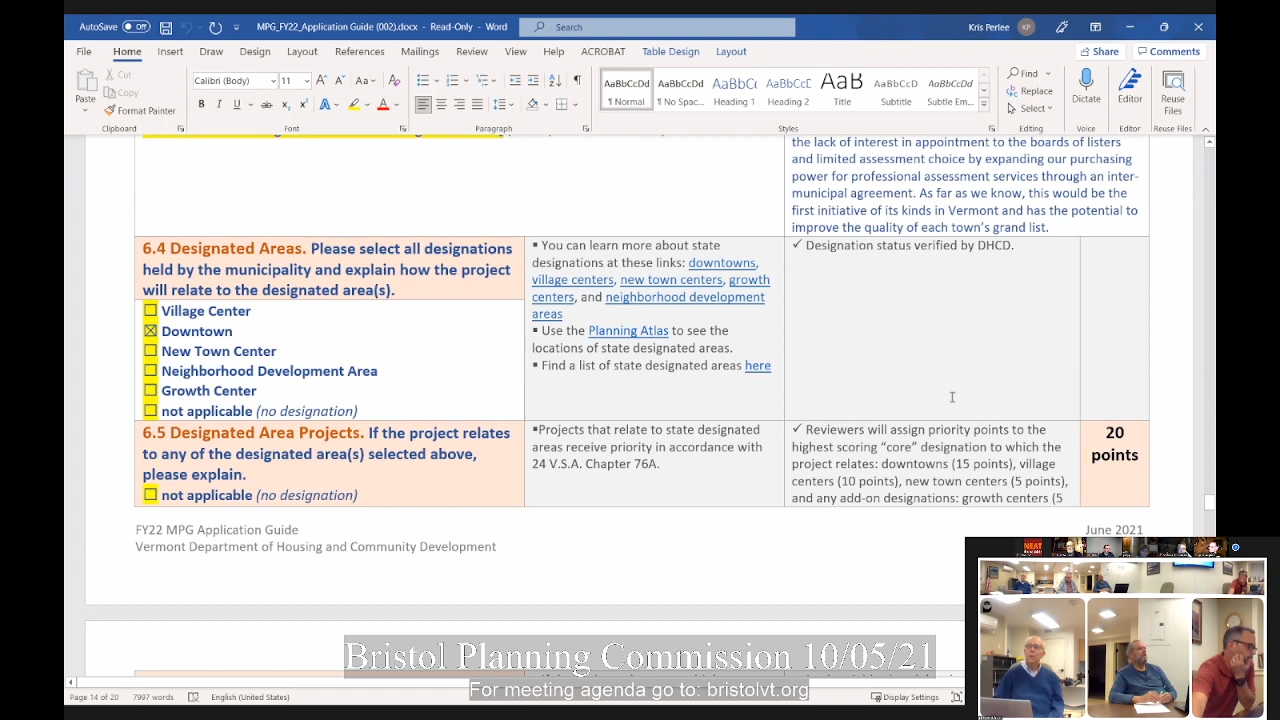 AutoSave Off MPG_FY22_Application Guide (002).docx - Read-Only - Word Search Kris Perlee KP
File Home Insert Draw Design Layout References Mailings Review View Help ACROBAT Table Design Layout Share Comments
Paste Cut Copy Format Painter
Calibri (Body) 11
AaBbCcDd AaBbCcDd AaBbC( AaBbCcC AaB AaBbCcD AaBbCcD
¶ Normal ¶ No Spac... Heading 1 Heading 2 Title Subtitle Subtle Em...
Find Replace Select
Dictate Editor Reuse Files
Clipboard Font Paragraph Styles Editing Voice Editor Reuse Files
the lack of interest in appointment to the boards of listers
and limited assessment choice by expanding our purchasing
power for professional assessment services through an inter-
municipal agreement. As far as we know, this would be the
first initiative of its kinds in Vermont and has the potential to
improve the quality of each town's grand list.
6.4 Designated Areas. Please select all designations
held by the municipality and explain how the project
will relate to the designated area(s).
☐ Village Center
☒ Downtown
☐ New Town Center
☐ Neighborhood Development Area
☐ Growth Center
☐ not applicable (no designation)
▪ You can learn more about state
designations at these links: downtowns,
village centers, new town centers, growth
centers, and neighborhood development
areas
▪ Use the Planning Atlas to see the
locations of state designated areas.
▪ Find a list of state designated areas here
✓ Designation status verified by DHCD.
6.5 Designated Area Projects. If the project relates
to any of the designated area(s) selected above,
please explain.
☐ not applicable (no designation)
▪Projects that relate to state designated
areas receive priority in accordance with
24 V.S.A. Chapter 76A.
✓ Reviewers will assign priority points to the
highest scoring “core” designation to which the
project relates: downtowns (15 points), village
centers (10 points), new town centers (5 points),
and any add-on designations: growth centers (5
20
points
FY22 MPG Application Guide June 2021
Vermont Department of Housing and Community Development
NEAT
Bristol Planning Commission 10/05/21
For meeting agenda go to: bristolvt.org
Page 14 of 20 7997 words English (United States) Display Settings